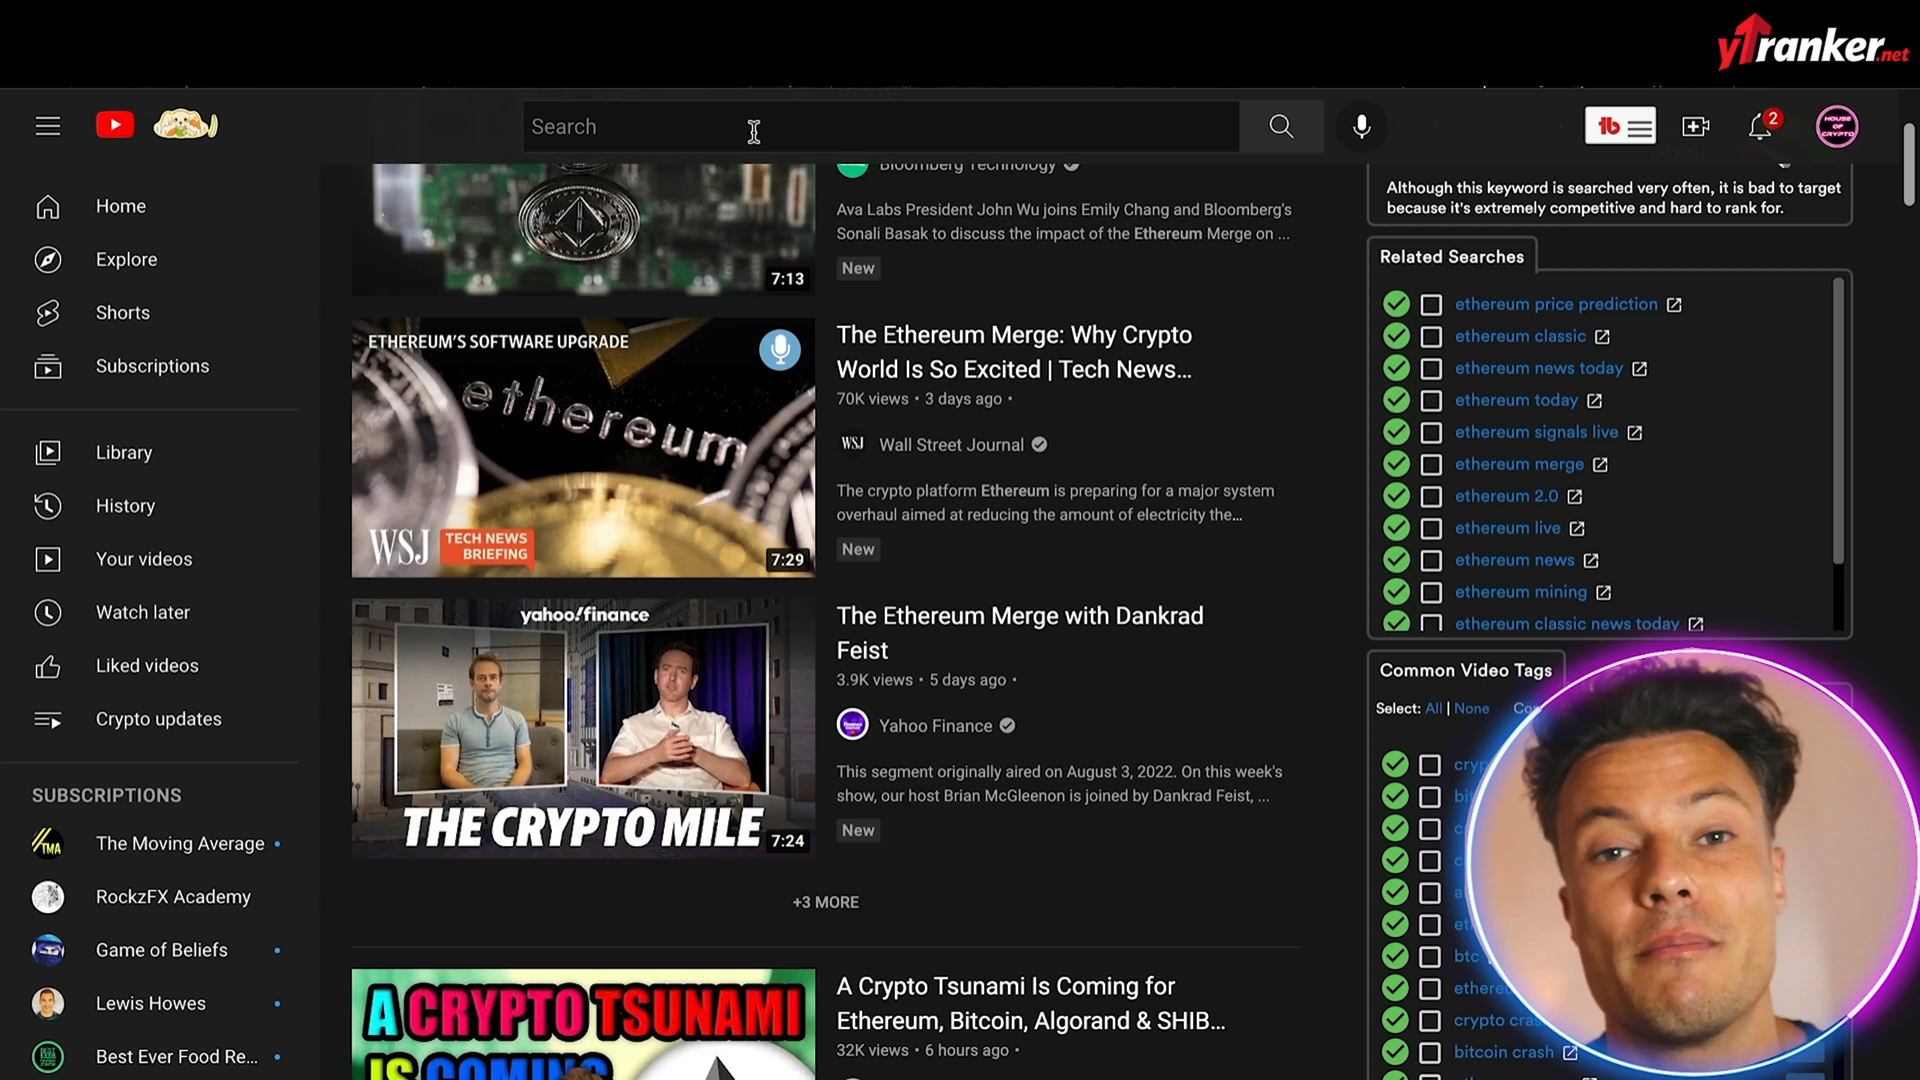 yTranker.net
Search
2
HOUSE OF CRYPTO
Home
Explore
Shorts
Subscriptions
Library
History
Your videos
Watch later
Liked videos
Crypto updates
SUBSCRIPTIONS
The Moving Average
RockzFX Academy
Game of Beliefs
Lewis Howes
Best Ever Food Re...
7:13
Bloomberg Technology
Ava Labs President John Wu joins Emily Chang and Bloomberg's
Sonali Basak to discuss the impact of the Ethereum Merge on ...
New
ETHEREUM'S SOFTWARE UPGRADE
ethereum
WSJ
TECH NEWS
BRIEFING
7:29
The Ethereum Merge: Why Crypto
World Is So Excited | Tech News...
70K views • 3 days ago •
WSJ Wall Street Journal
The crypto platform Ethereum is preparing for a major system
overhaul aimed at reducing the amount of electricity the...
New
yahoo!finance
THE CRYPTO MILE
7:24
The Ethereum Merge with Dankrad
Feist
3.9K views • 5 days ago •
Yahoo Finance
This segment originally aired on August 3, 2022. On this week's
show, our host Brian McGleenon is joined by Dankrad Feist, ...
New
+3 MORE
A CRYPTO TSUNAMI
IS COMING
A Crypto Tsunami Is Coming for
Ethereum, Bitcoin, Algorand & SHIB...
32K views • 6 hours ago •
Although this keyword is searched very often, it is bad to target
because it's extremely competitive and hard to rank for.
Related Searches
ethereum price prediction
ethereum classic
ethereum news today
ethereum today
ethereum signals live
ethereum merge
ethereum 2.0
ethereum live
ethereum news
ethereum mining
ethereum classic news today
Common Video Tags
Select: All | None
btc
crypto
bitcoin crash